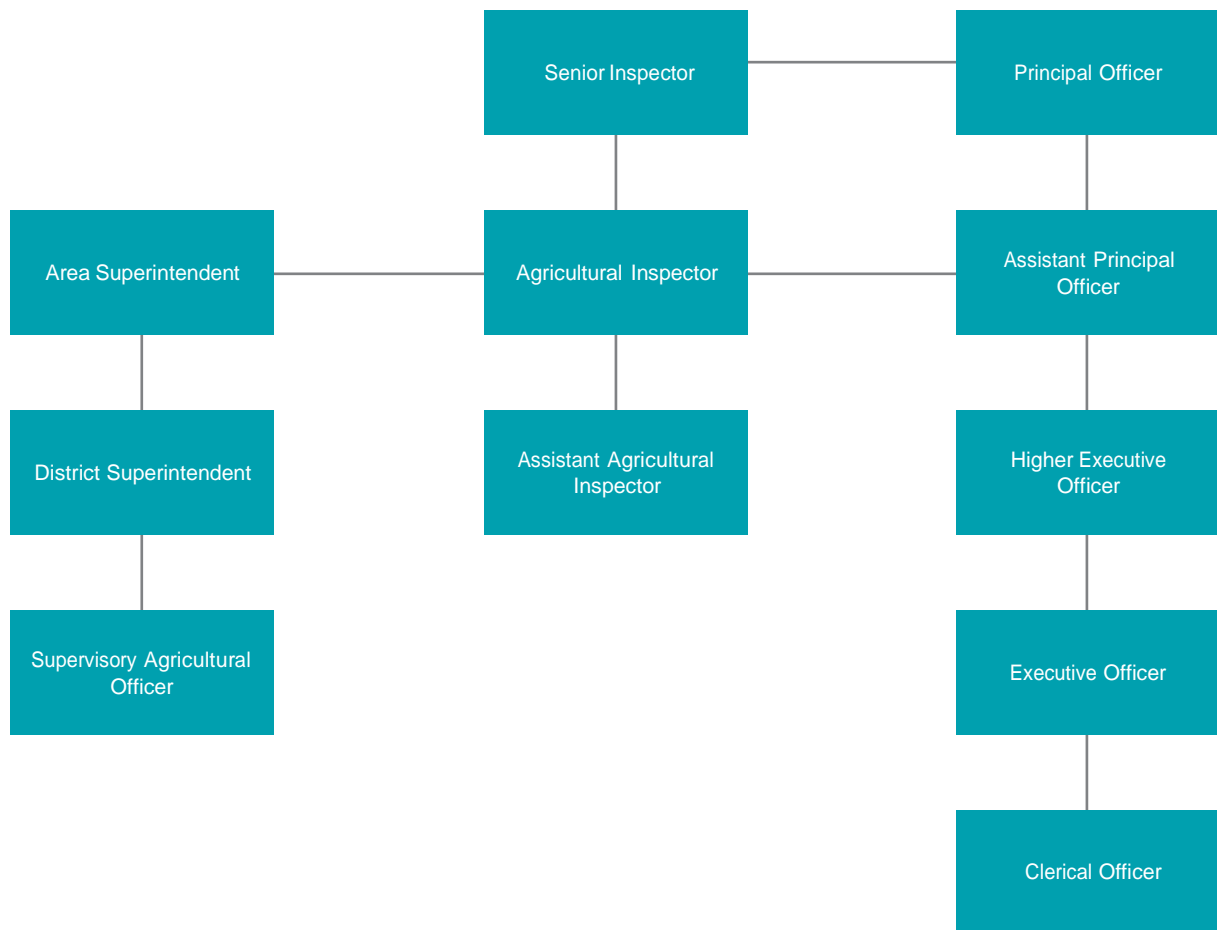 Senior Inspector
Principal Officer
Area Superintendent
Agricultural Inspector
Assistant Principal
Officer
District Superintendent
Assistant Agricultural
Inspector
Higher Executive
Officer
Supervisory Agricultural
Officer
Executive Officer
Clerical Officer